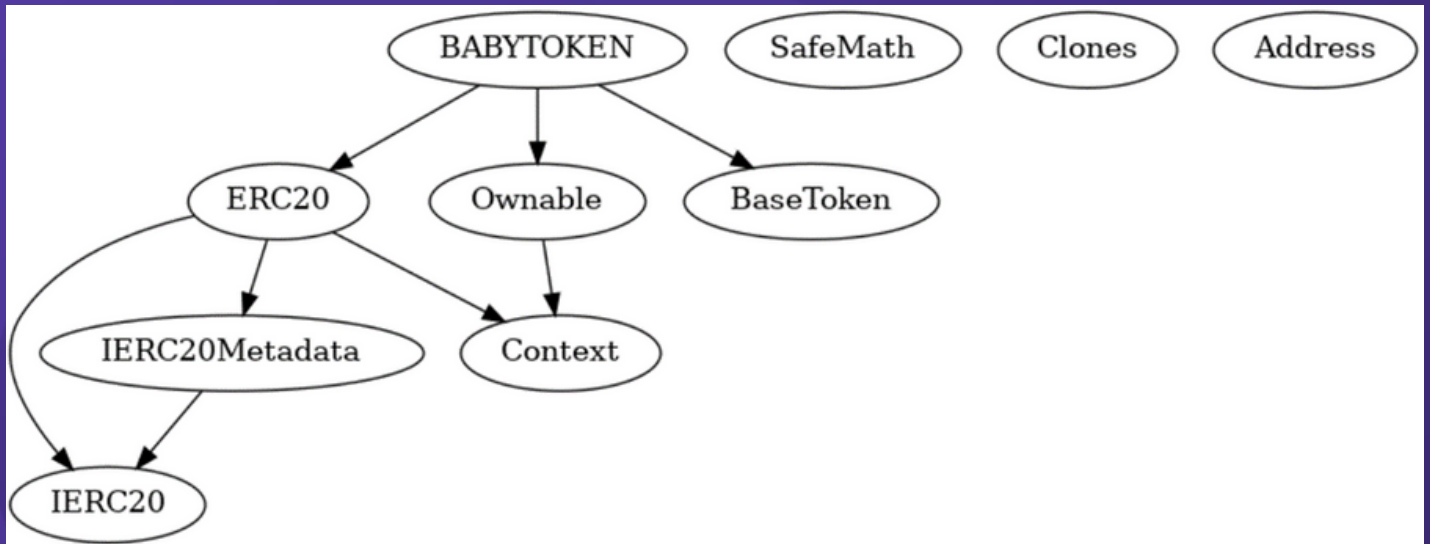 BABYTOKEN SafeMath Clones Address
ERC20 Ownable BaseToken
IERC20Metadata Context
IERC20